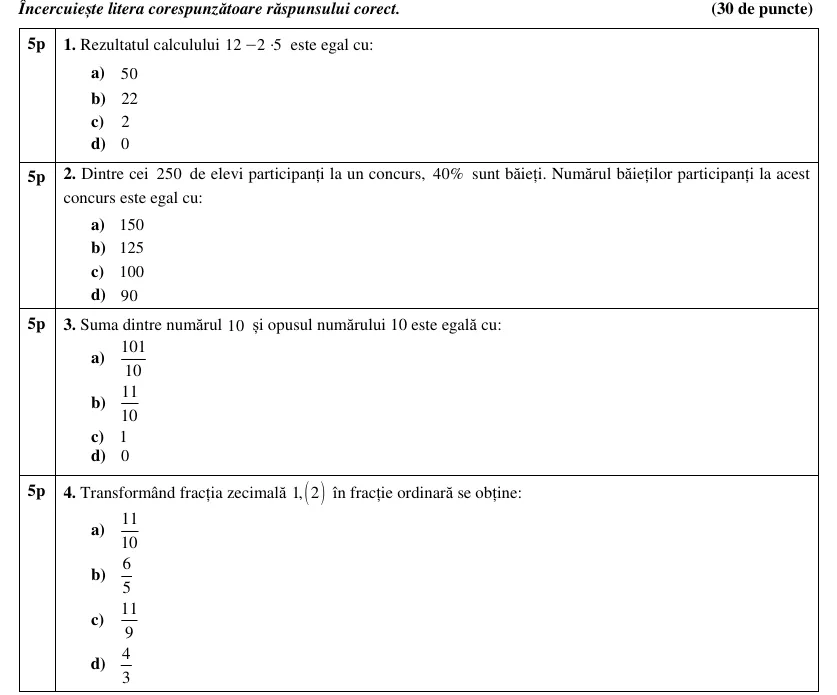 Încercuiește litera corespunzătoare răspunsului corect. (30 de puncte)
5p 1. Rezultatul calculului 12 − 2 · 5 este egal cu:
a) 50
b) 22
c) 2
d) 0
5p 2. Dintre cei 250 de elevi participanți la un concurs, 40% sunt băieți. Numărul băieților participanți la acest
concurs este egal cu:
a) 150
b) 125
c) 100
d) 90
5p 3. Suma dintre numărul 10 și opusul numărului 10 este egală cu:
a) 101/10
b) 11/10
c) 1
d) 0
5p 4. Transformând fracția zecimală 1,(2) în fracție ordinară se obține:
a) 11/10
b) 6/5
c) 11/9
d) 4/3